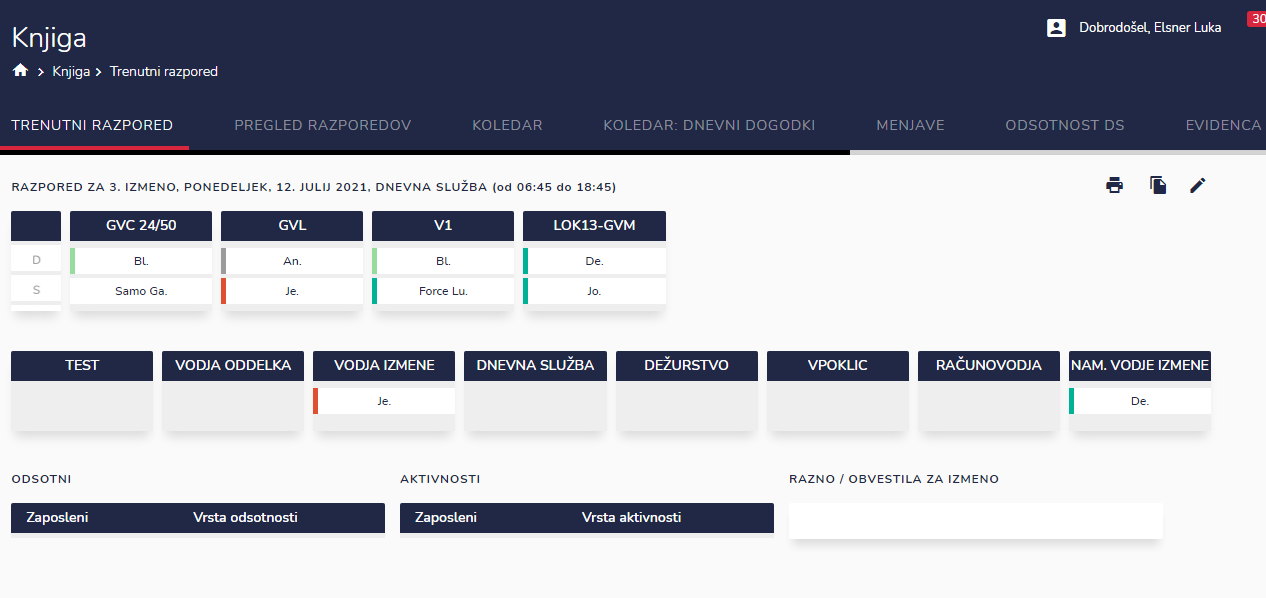 Knjiga
Dobrodošel, Elsner Luka
30
Knjiga Trenutni razpored
TRENUTNI RAZPORED PREGLED RAZPOREDOV KOLEDAR KOLEDAR: DNEVNI DOGODKI MENJAVE ODSOTNOST DS EVIDENCA
RAZPORED ZA 3. IZMENO, PONEDELJEK, 12. JULIJ 2021, DNEVNA SLUŽBA (od 06:45 do 18:45)
GVC 24/50 GVL V1 LOK13-GVM
D Bl. An. Bl. De.
S Samo Ga. Je. Force Lu. Jo.
TEST VODJA ODDELKA VODJA IZMENE DNEVNA SLUŽBA DEŽURSTVO VPOKLIC RAČUNOVODJA NAM. VODJE IZMENE
Je. De.
ODSOTNI AKTIVNOSTI RAZNO / OBVESTILA ZA IZMENO
Zaposleni Vrsta odsotnosti Zaposleni Vrsta aktivnosti